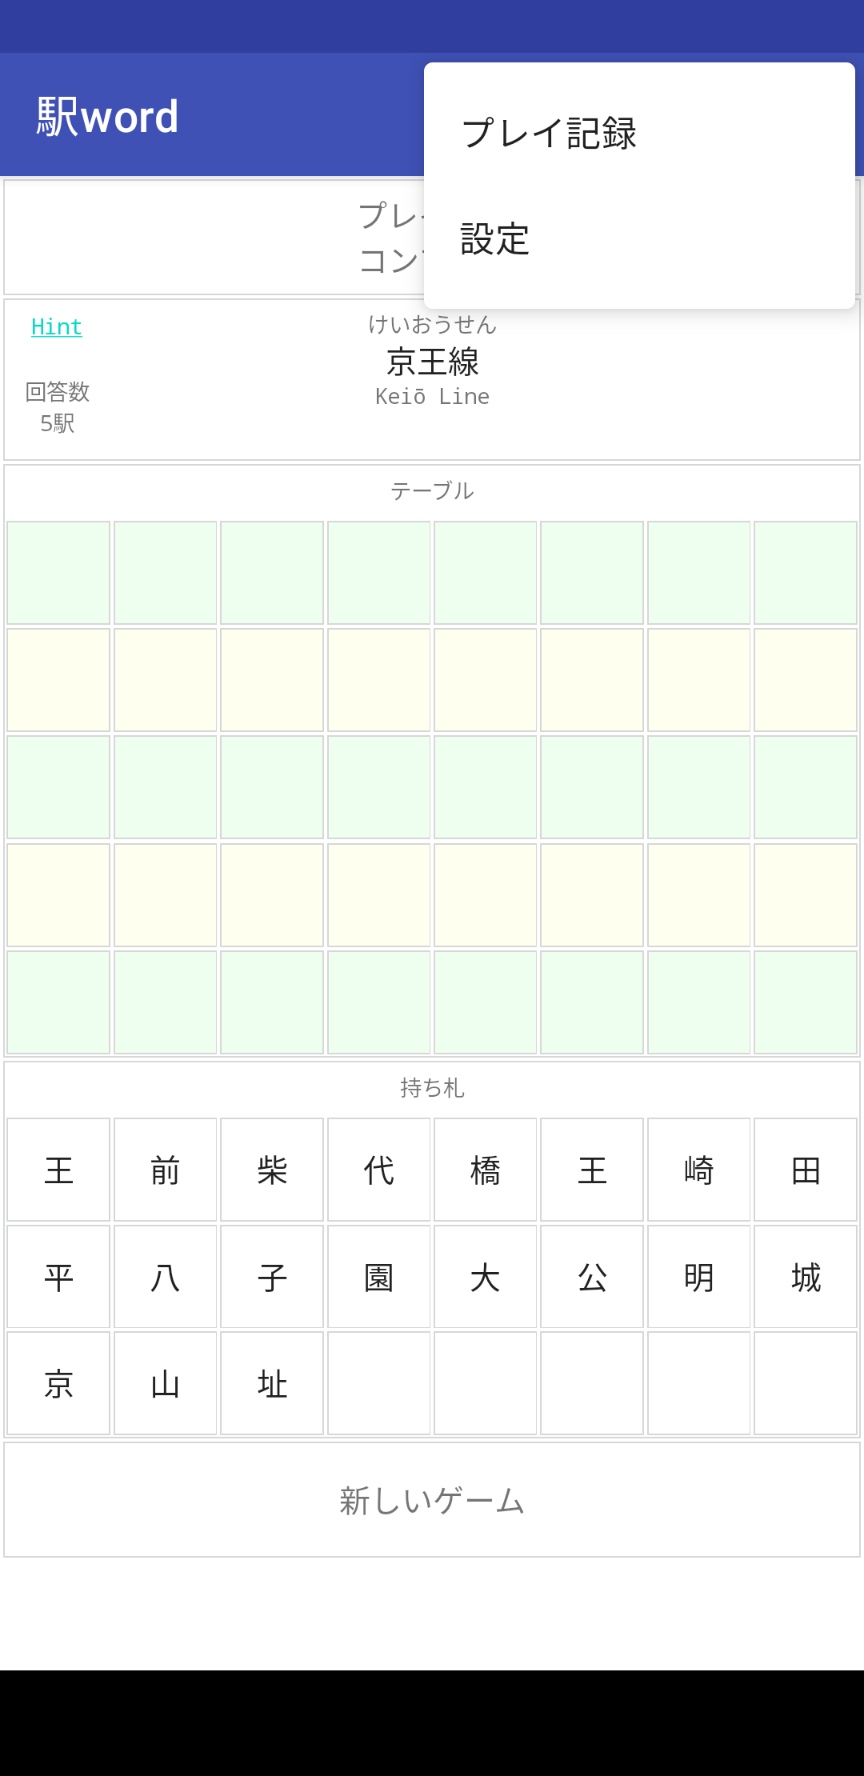 駅word
プレイ記録
設定
プレ
コン
Hint
けいおうせん
京王線
Keiō Line
回答数
5駅
テーブル
持ち札
王 前 柴 代 橋 王 崎 田
平 八 子 園 大 公 明 城
京 山 址
新しいゲーム